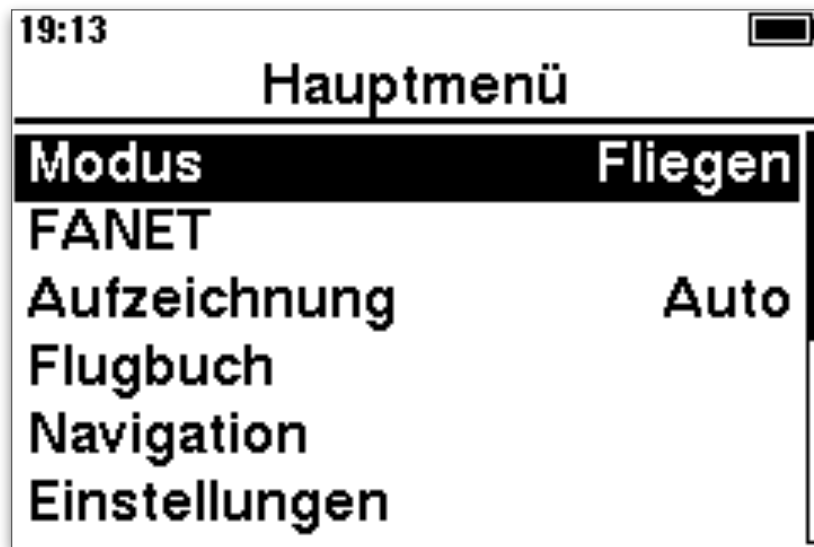 19:13
Hauptmenü
Modus Fliegen
FANET
Aufzeichnung Auto
Flugbuch
Navigation
Einstellungen